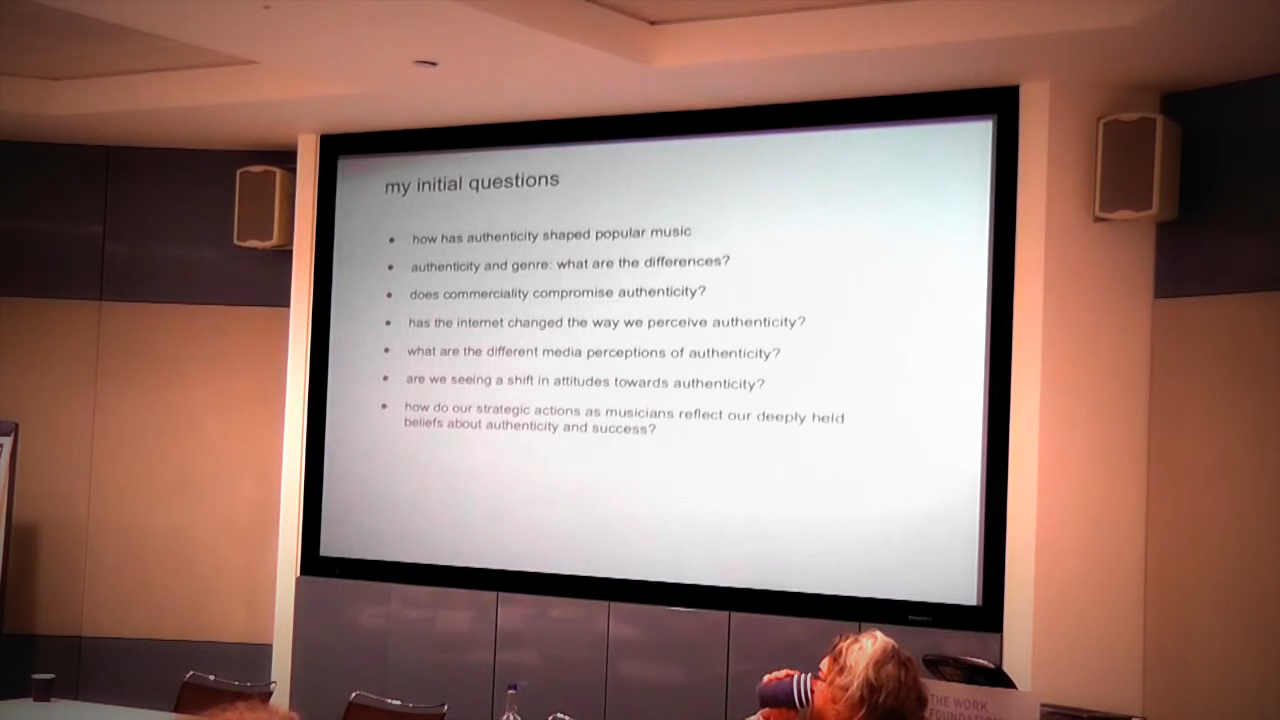 my initial questions
• how has authenticity shaped popular music
• authenticity and genre: what are the differences?
• does commerciality compromise authenticity?
• has the internet changed the way we perceive authenticity?
• what are the different media perceptions of authenticity?
• are we seeing a shift in attitudes towards authenticity?
• how do our strategic actions as musicians reflect our deeply held
beliefs about authenticity and success?
THE WORK
FOUNDATION